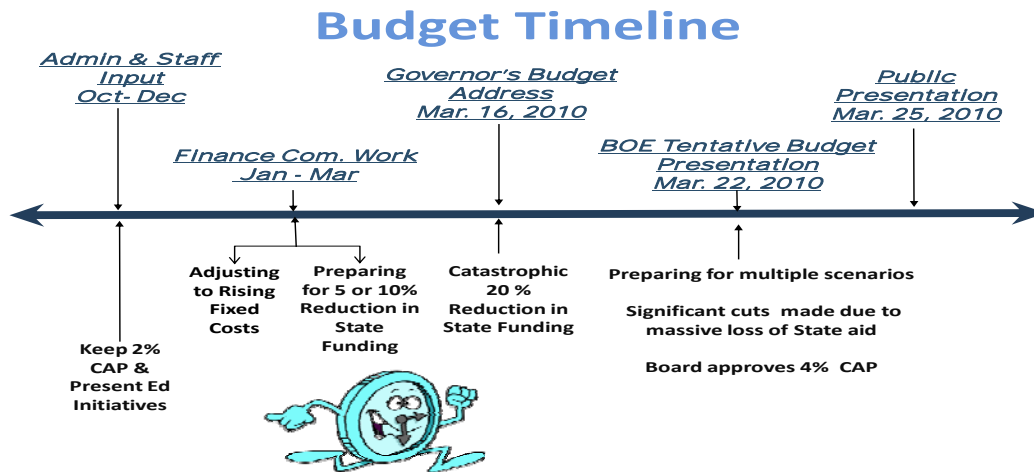 Budget Timeline
Admin & Staff
Input
Oct- Dec
Finance Com. Work
Jan - Mar
Governor's Budget
Address
Mar. 16, 2010
BOE Tentative Budget
Presentation
Mar. 22, 2010
Public
Presentation
Mar. 25, 2010
Keep 2%
CAP &
Present Ed
Initiatives
Adjusting
to Rising
Fixed
Costs
Preparing
for 5 or 10%
Reduction in
State
Funding
Catastrophic
20 %
Reduction in
State Funding
Preparing for multiple scenarios
Significant cuts made due to
massive loss of State aid
Board approves 4% CAP